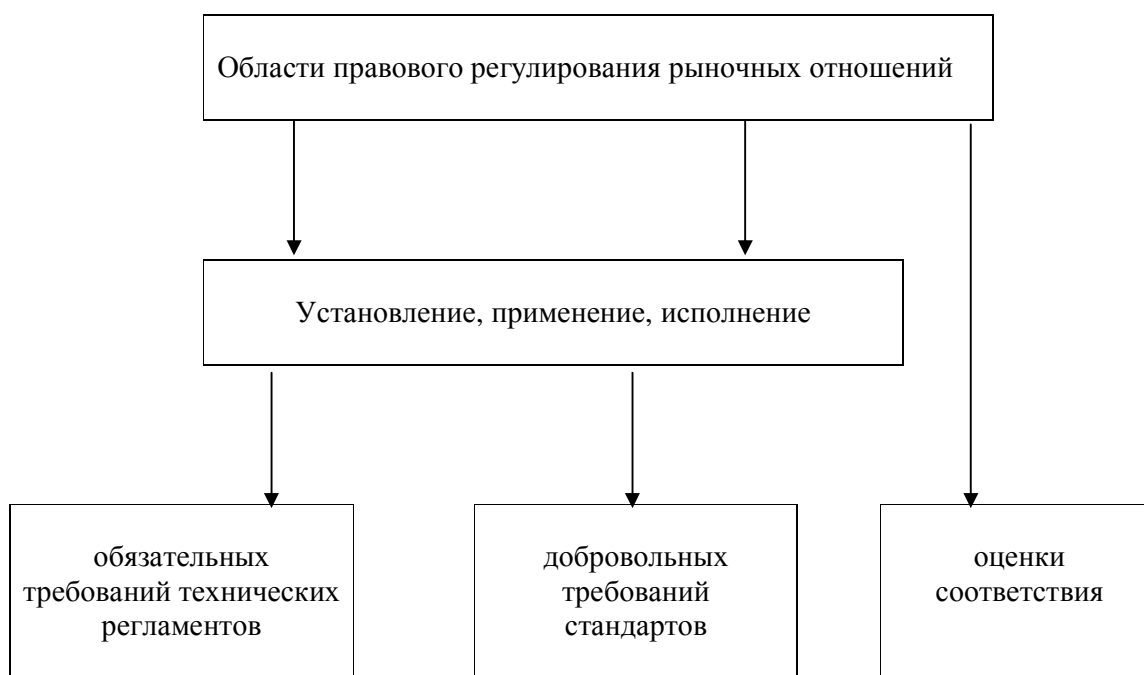 Области правового регулирования рыночных отношений
Установление, применение, исполнение
обязательных
требований технических
регламентов
добровольных
требований
стандартов
оценки
соответствия